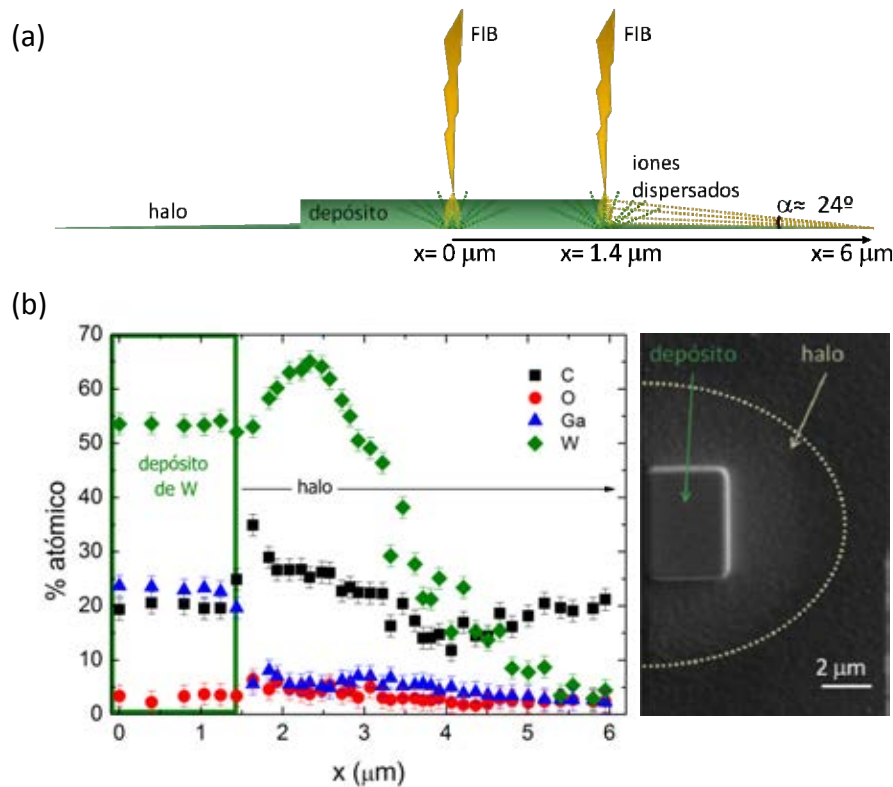 (a)
FIB
FIB
iones
dispersados
halo
depósito
α≈ 24º
x= 0 μm
x= 1.4 μm
x= 6 μm
(b)
70
60
50
40
30
20
10
0
% atómico
C
O
Ga
W
depósito
de W
halo
0
1
2
3
4
5
6
x (μm)
depósito
halo
2 μm